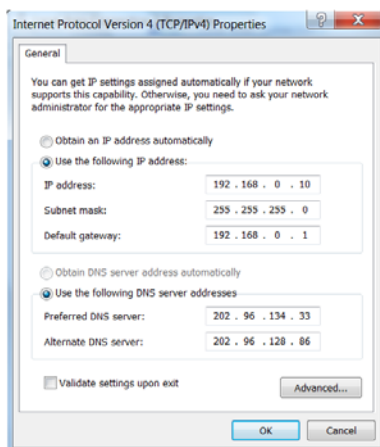 Internet Protocol Version 4 (TCP/IPv4) Properties
General
You can get IP settings assigned automatically if your network
supports this capability. Otherwise, you need to ask your network
administrator for the appropriate IP settings.
Obtain an IP address automatically
Use the following IP address:
IP address: 192 . 168 . 0 . 10
Subnet mask: 255 . 255 . 255 . 0
Default gateway: 192 . 168 . 0 . 1
Obtain DNS server address automatically
Use the following DNS server addresses
Preferred DNS server: 202 . 96 . 134 . 33
Alternate DNS server: 202 . 96 . 128 . 86
Validate settings upon exit
Advanced...
OK Cancel